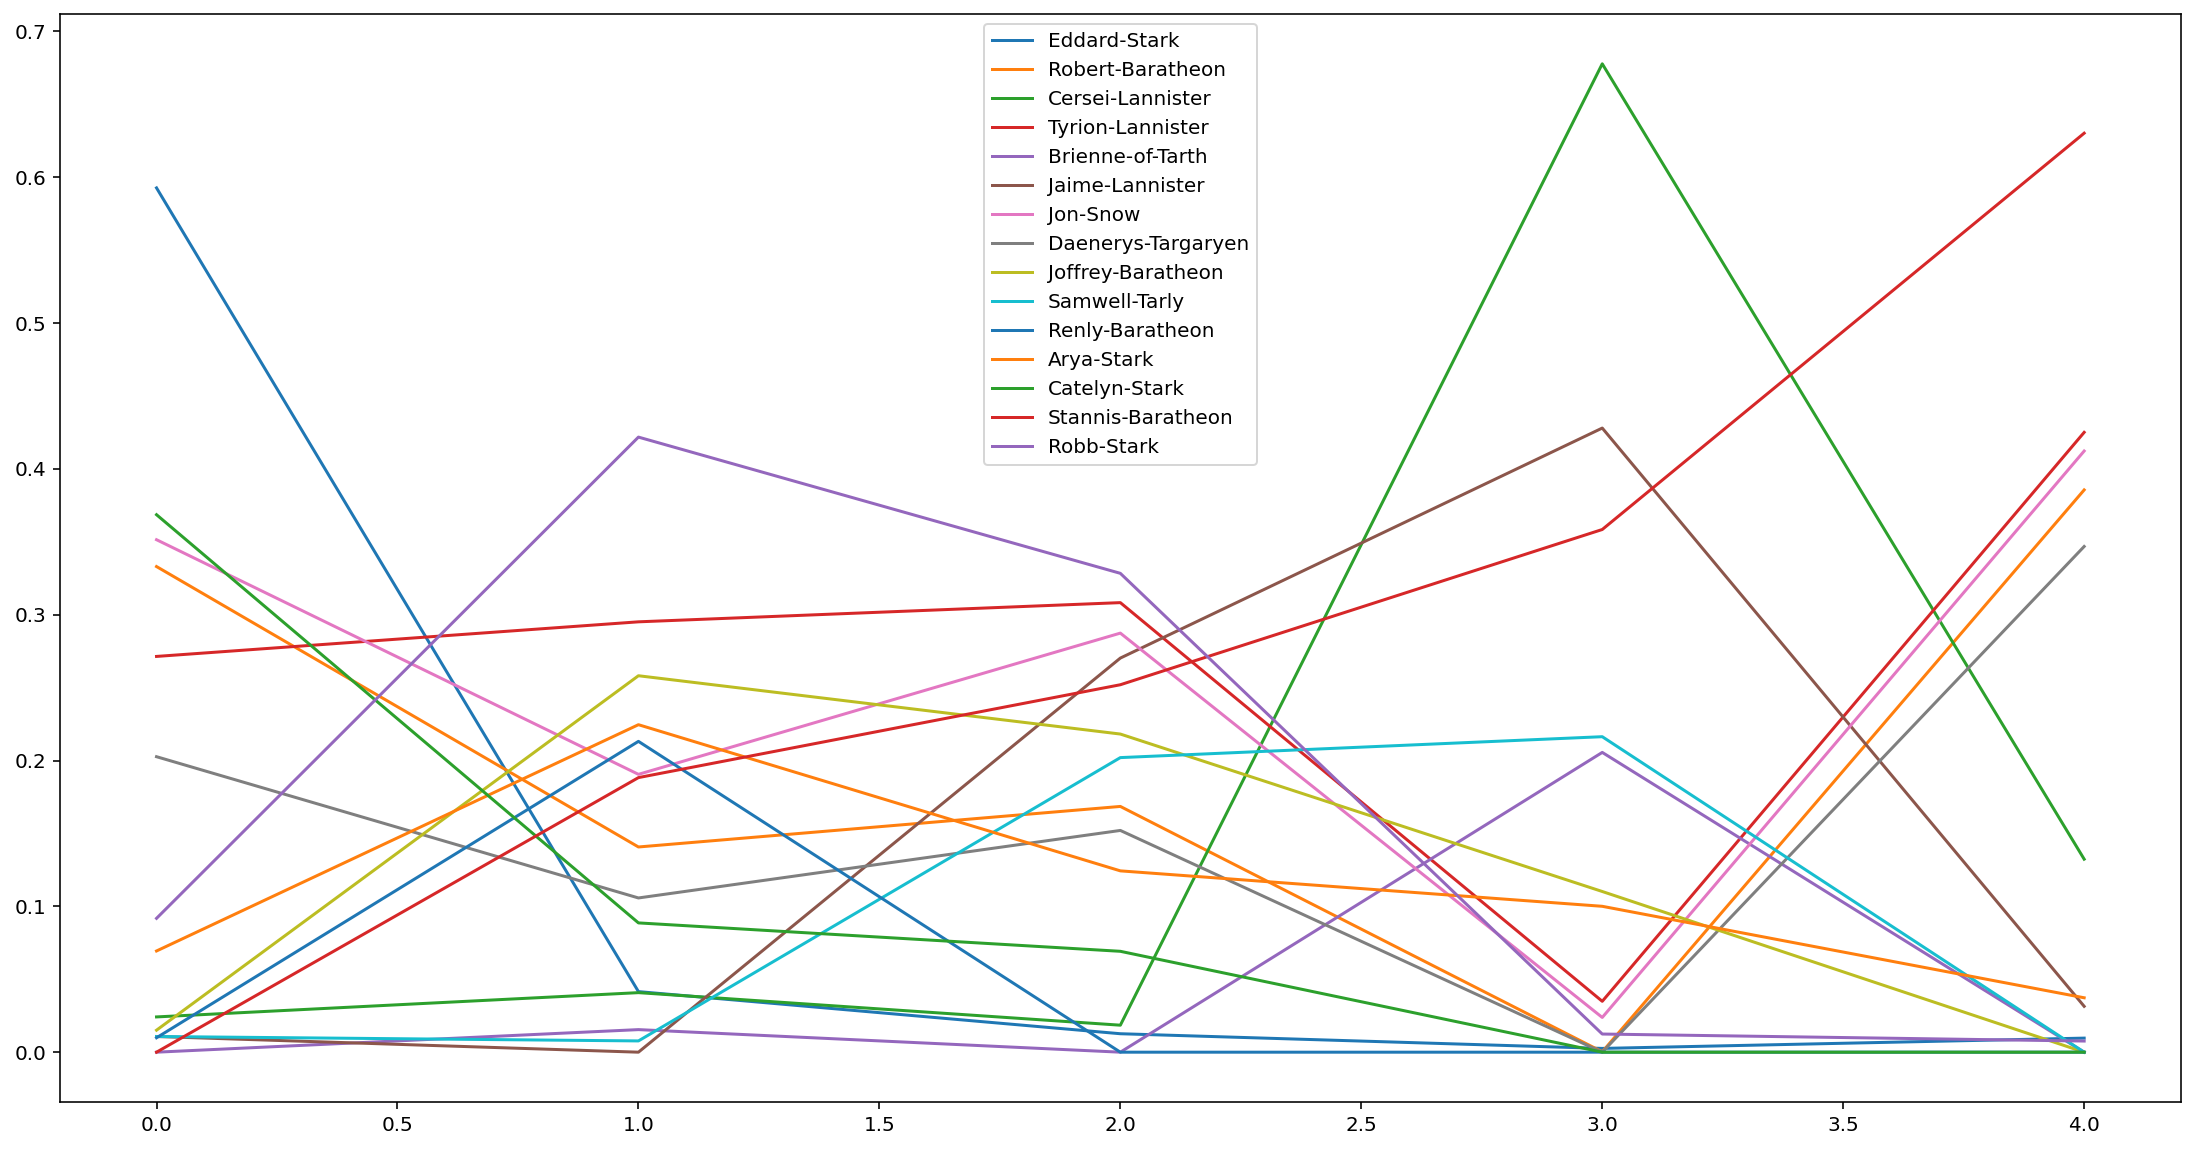 0.7
0.6
0.5
0.4
0.3
0.2
0.1
0.0
Eddard-Stark
Robert-Baratheon
Cersei-Lannister
Tyrion-Lannister
Brienne-of-Tarth
Jaime-Lannister
Jon-Snow
Daenerys-Targaryen
Joffrey-Baratheon
Samwell-Tarly
Renly-Baratheon
Arya-Stark
Catelyn-Stark
Stannis-Baratheon
Robb-Stark
0.0 0.5 1.0 1.5 2.0 2.5 3.0 3.5 4.0